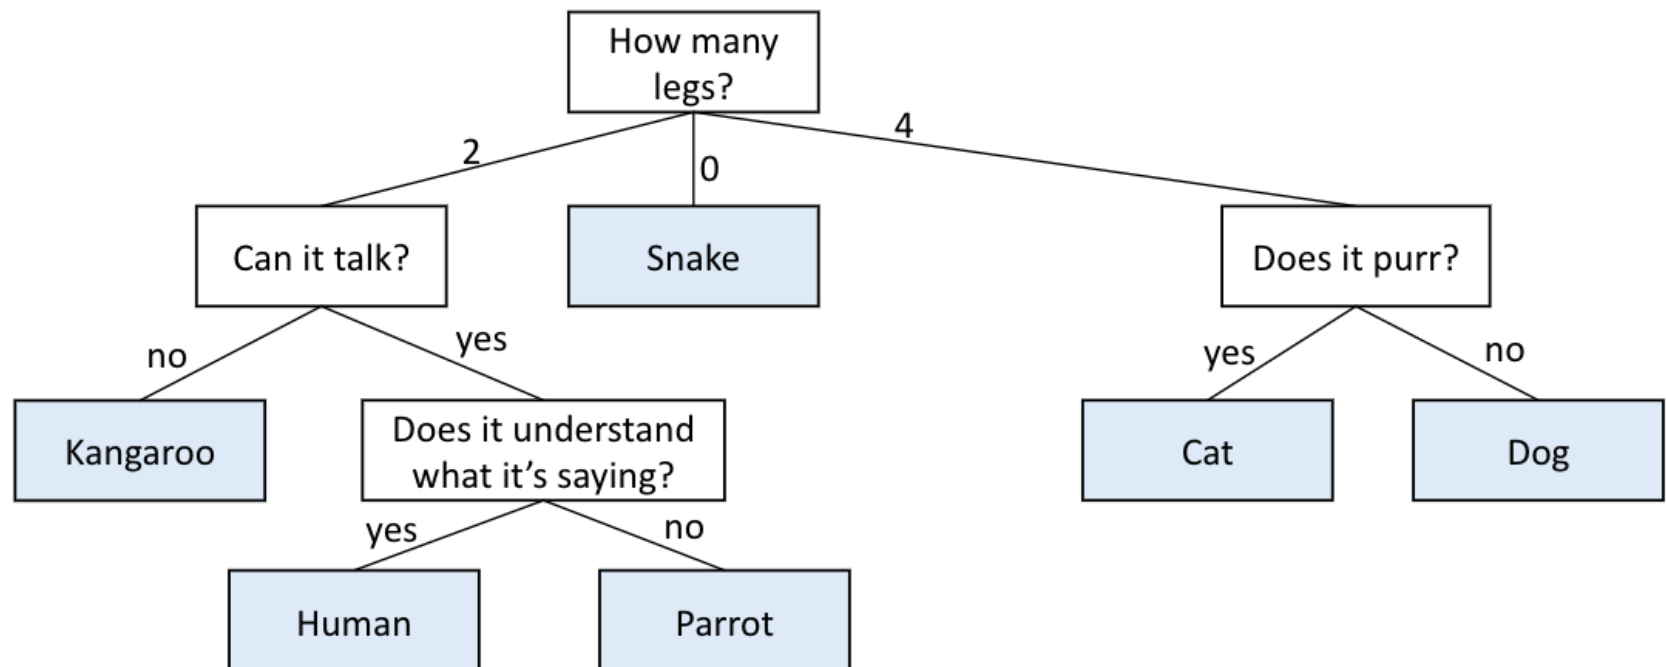 How many
legs?
2
0
4
Can it talk?
Snake
Does it purr?
no
yes
yes
no
Kangaroo
Does it understand
what it’s saying?
Cat
Dog
yes
no
Human
Parrot